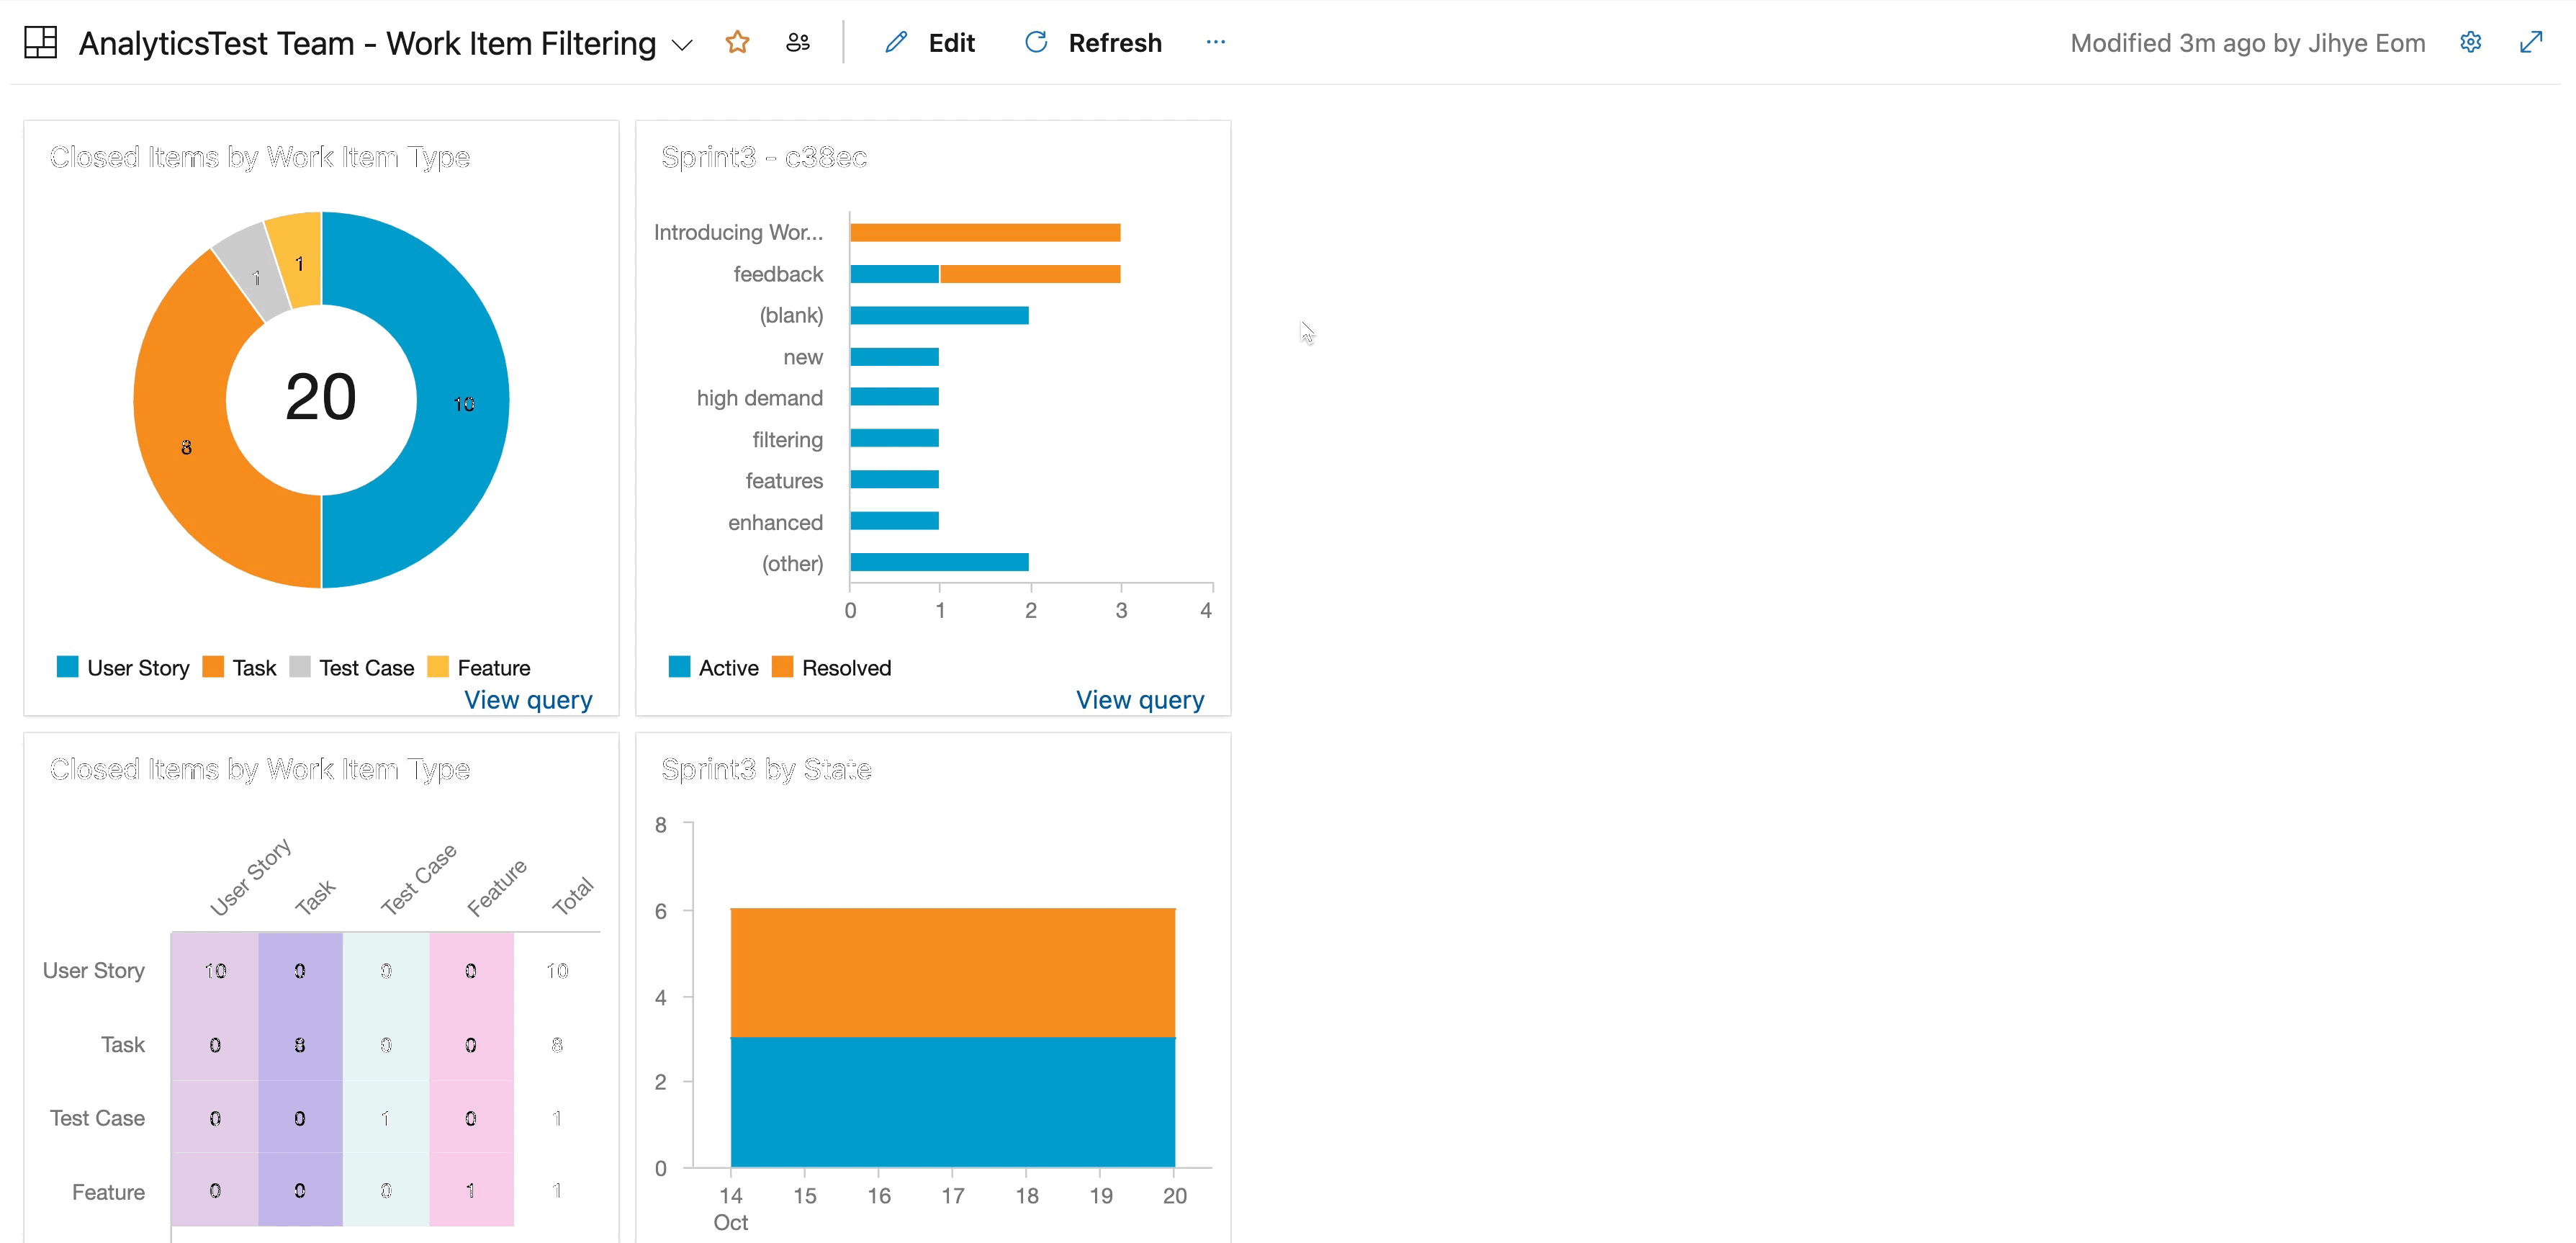 AnalyticsTest Team - Work Item Filtering
Edit
Refresh
Modified 3m ago by Jihye Eom
Closed Items by Work Item Type
1
1
10
8
20
User Story Task Test Case Feature
View query
Sprint3 - c38ec
Introducing Wor...
feedback
(blank)
new
high demand
filtering
features
enhanced
(other)
0 1 2 3 4
Active Resolved
View query
Closed Items by Work Item Type
User Story Task Test Case Feature Total
User Story 10 0 0 0 10
Task 0 8 0 0 8
Test Case 0 0 1 0 1
Feature 0 0 0 1 1
Sprint3 by State
8
6
4
2
0
14 15 16 17 18 19 20
Oct